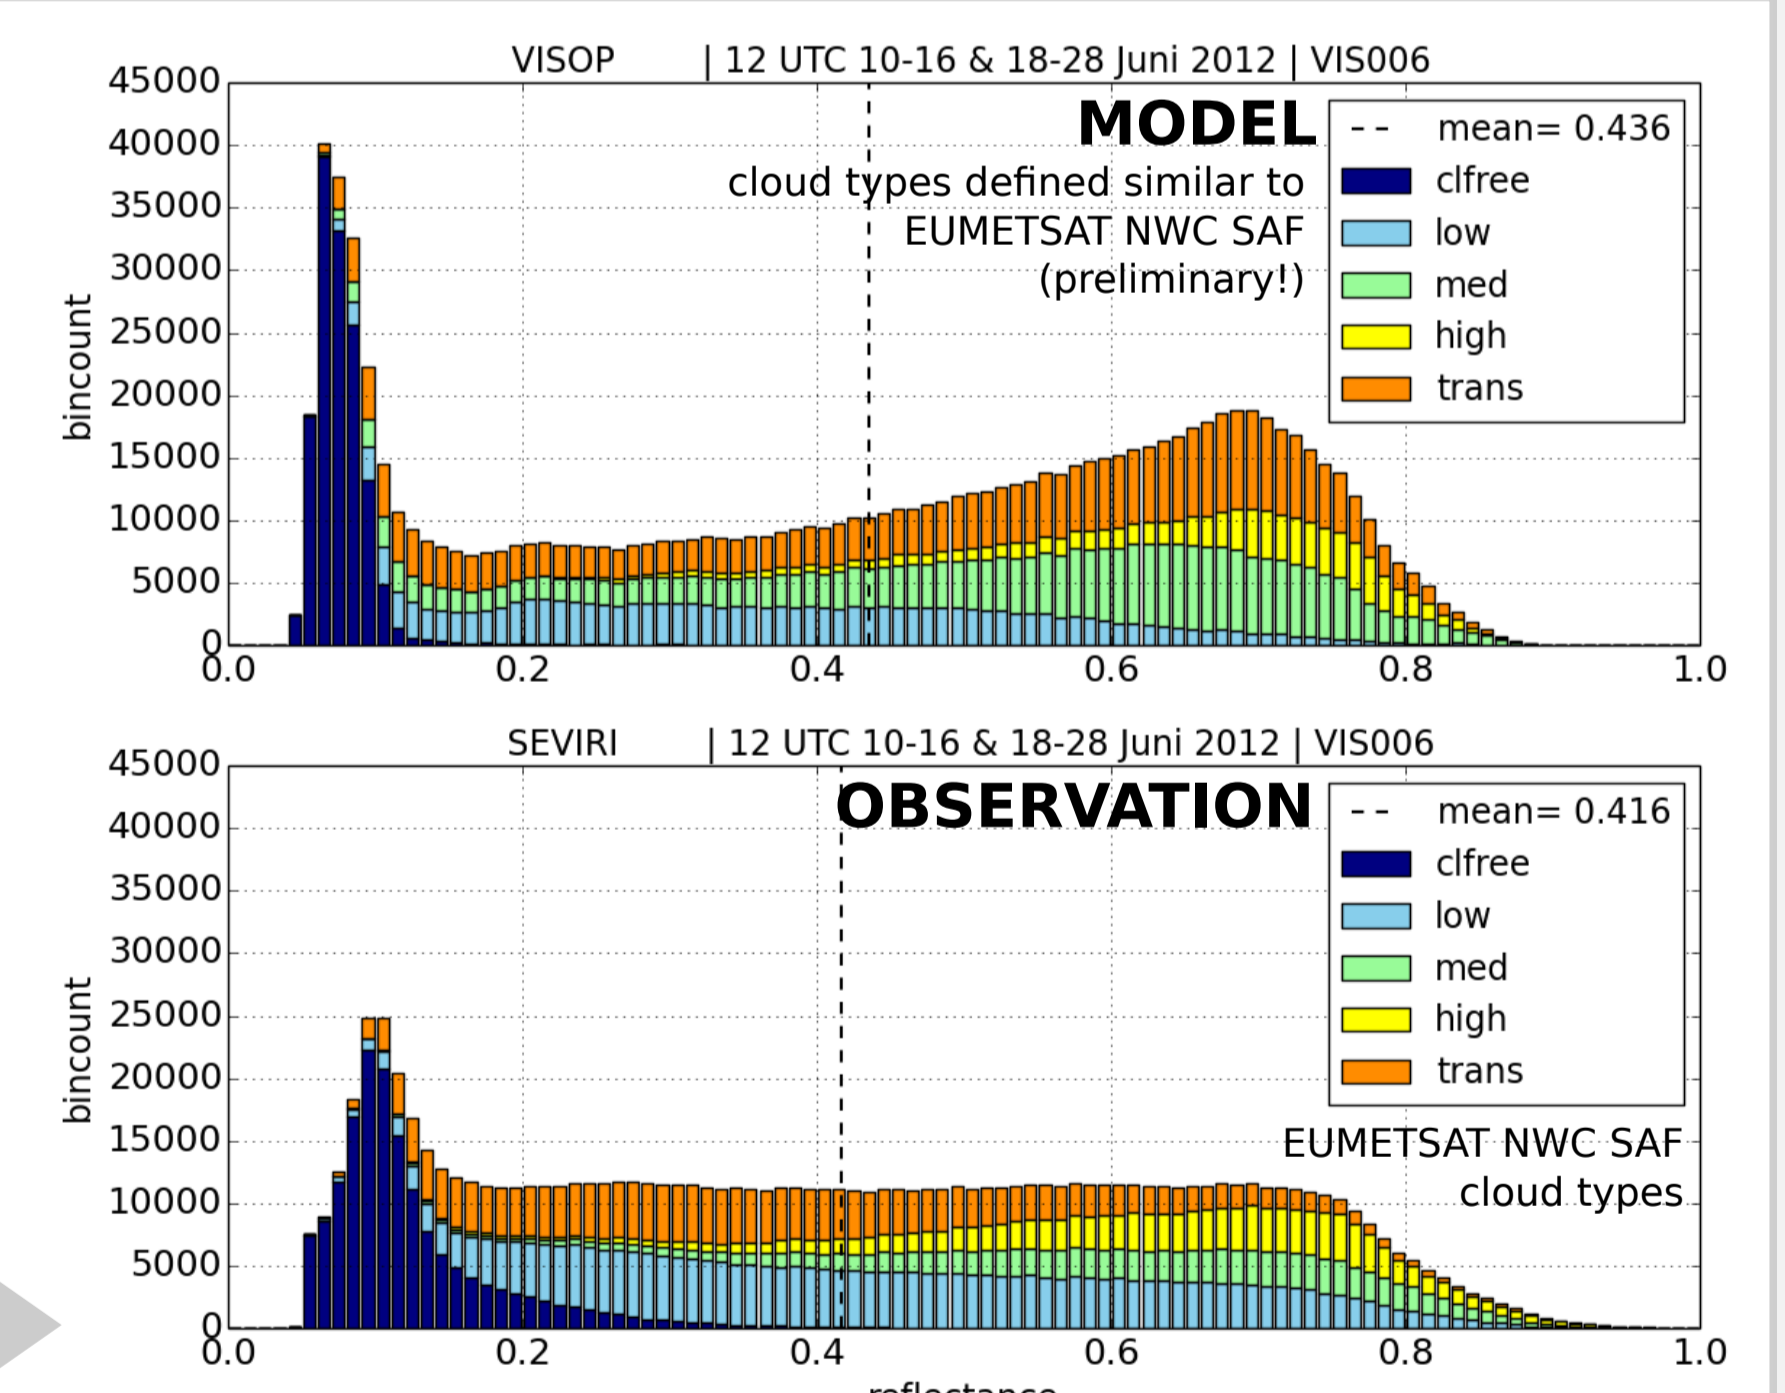 VISOP | 12 UTC 10-16 & 18-28 Juni 2012 | VIS006
45000
40000
35000
30000
25000
20000
15000
10000
5000
0
bincount
MODEL
cloud types defined similar to
EUMETSAT NWC SAF
(preliminary!)
mean= 0.436
clfree
low
med
high
trans
0.0 0.2 0.4 0.6 0.8 1.0
SEVIRI | 12 UTC 10-16 & 18-28 Juni 2012 | VIS006
45000
40000
35000
30000
25000
20000
15000
10000
5000
0
bincount
OBSERVATION
mean= 0.416
clfree
low
med
high
trans
EUMETSAT NWC SAF
cloud types
0.0 0.2 0.4 0.6 0.8 1.0
reflectance